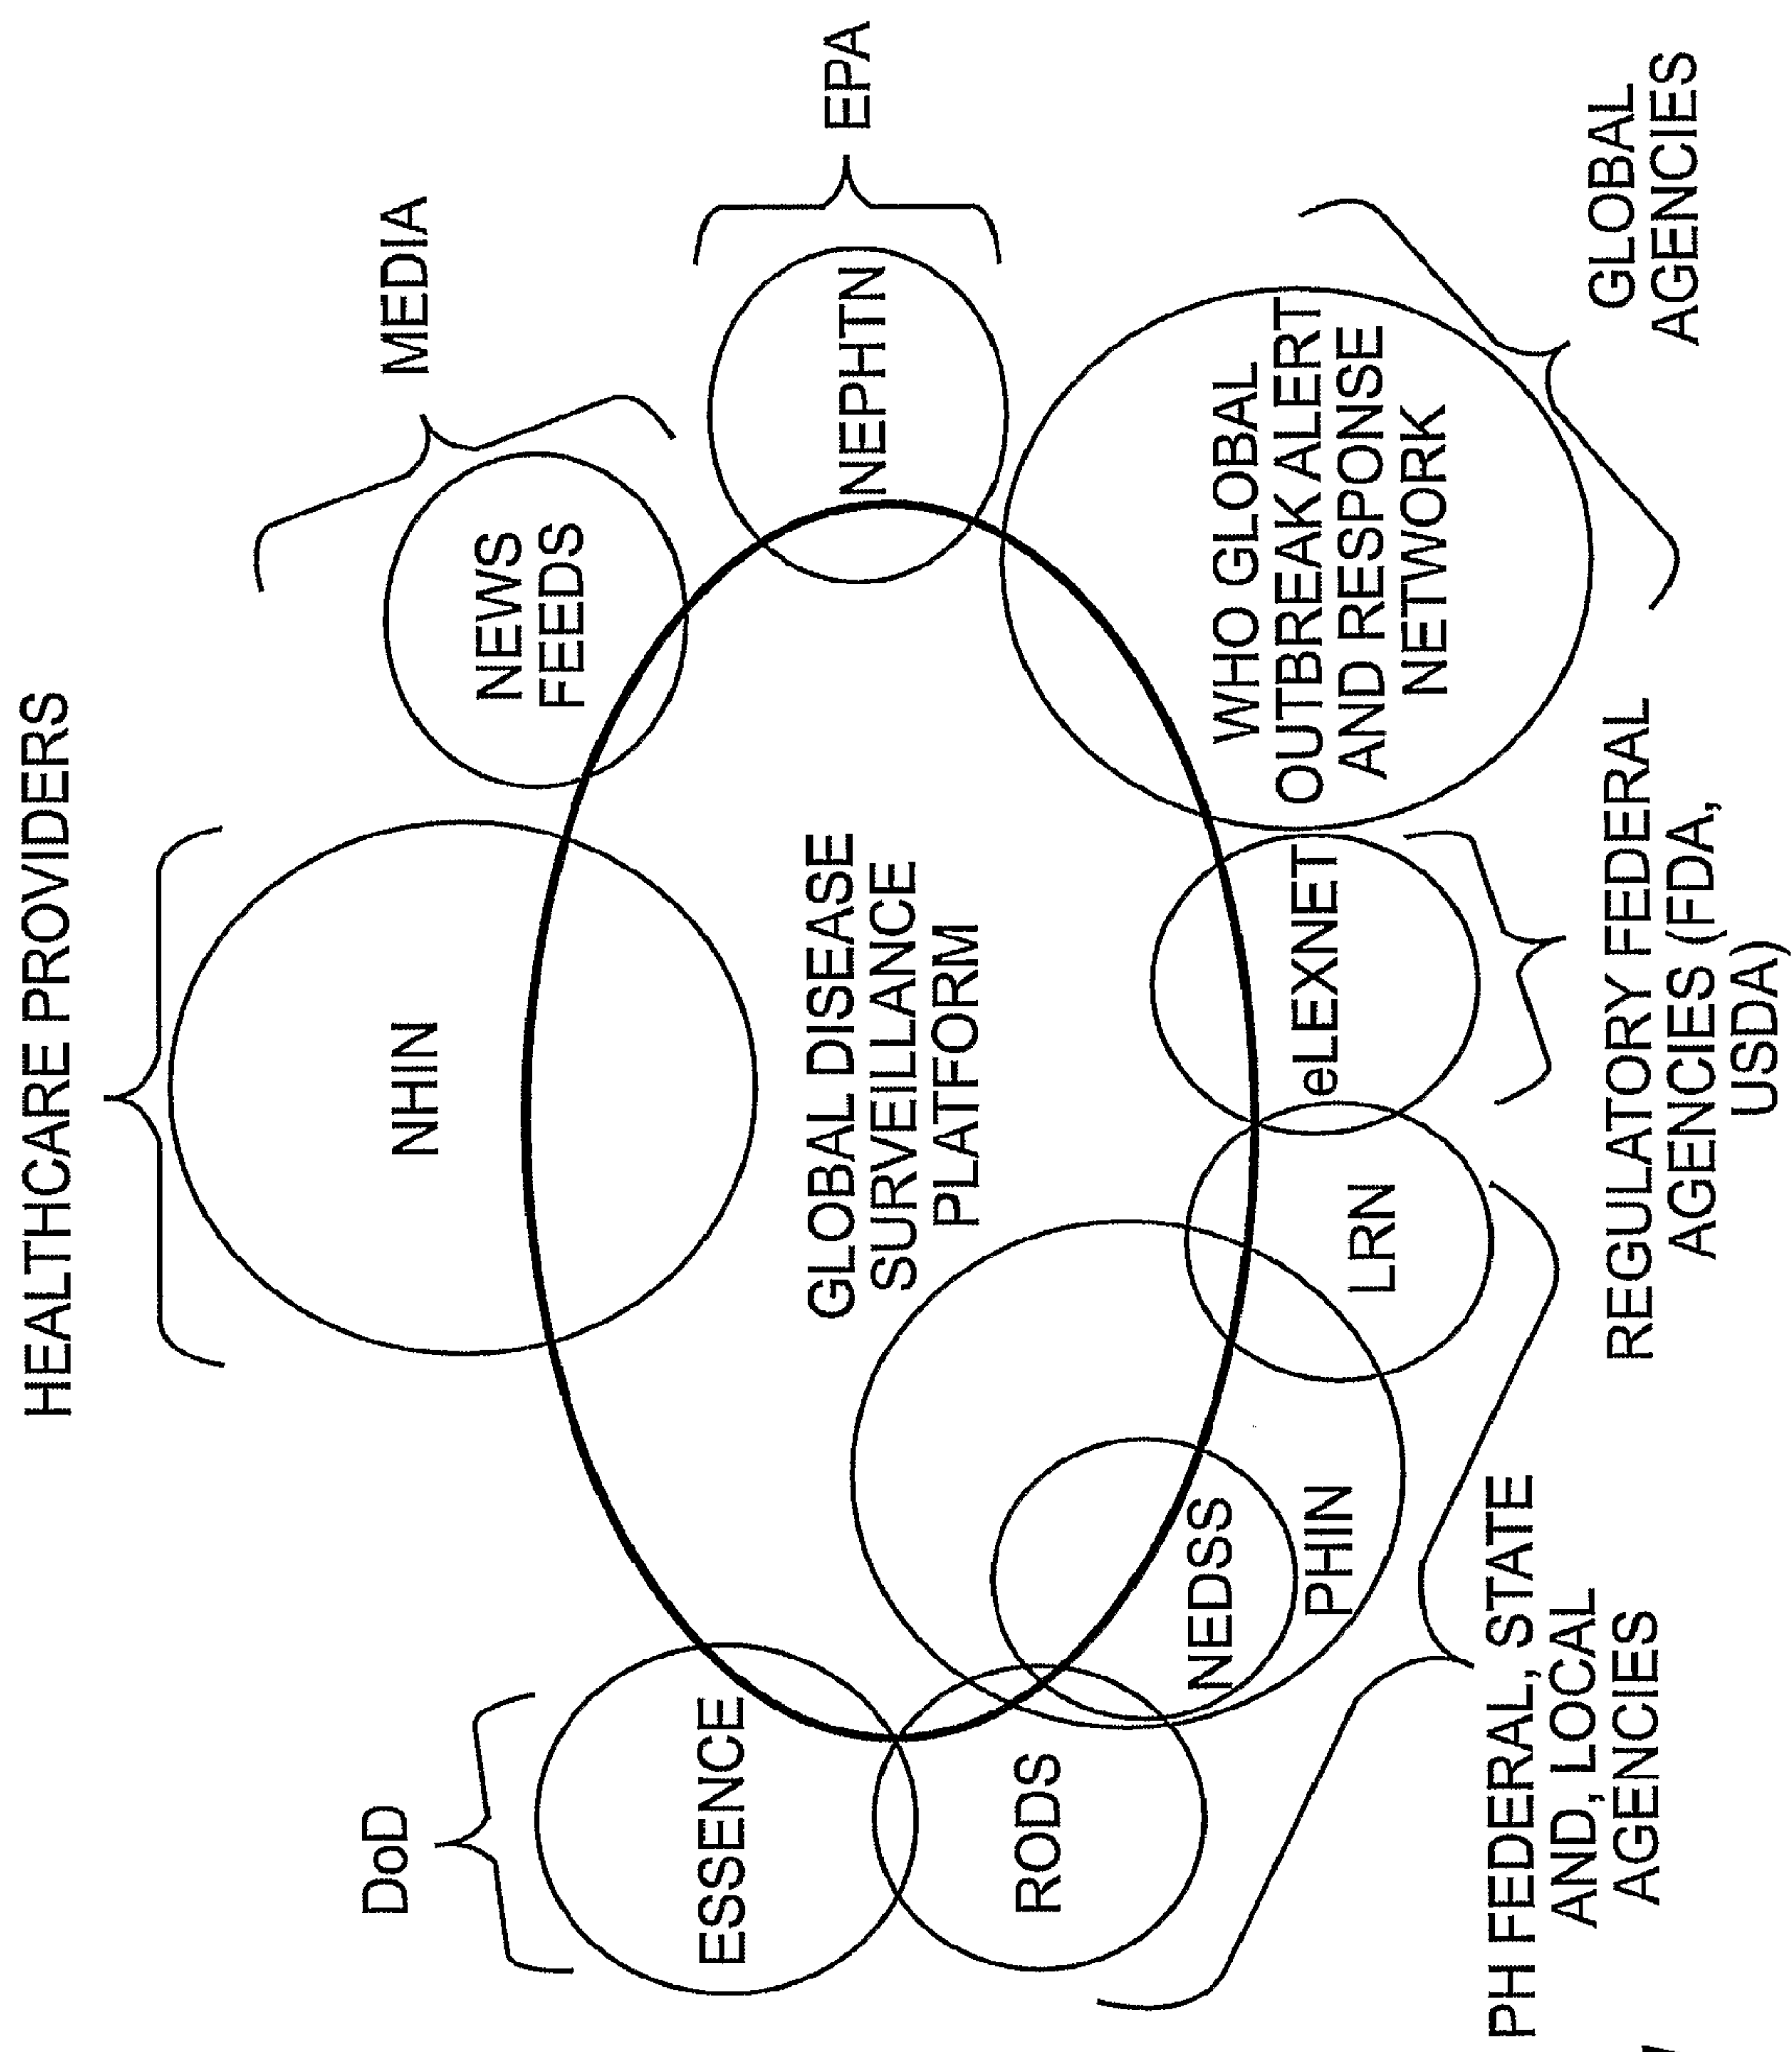 HEALTHCARE PROVIDERS
MEDIA
DoD
EPA
NHIN
NEWS
FEEDS
ESSENCE
NEPHTN
GLOBAL DISEASE
SURVEILLANCE
PLATFORM
RODS
NEDSS
PHIN
LRN
eLEXNET
WHO GLOBAL
OUTBREAK ALERT
AND RESPONSE
NETWORK
PH FEDERAL, STATE
AND, LOCAL
AGENCIES
REGULATORY FEDERAL
AGENCIES (FDA,
USDA)
GLOBAL
AGENCIES